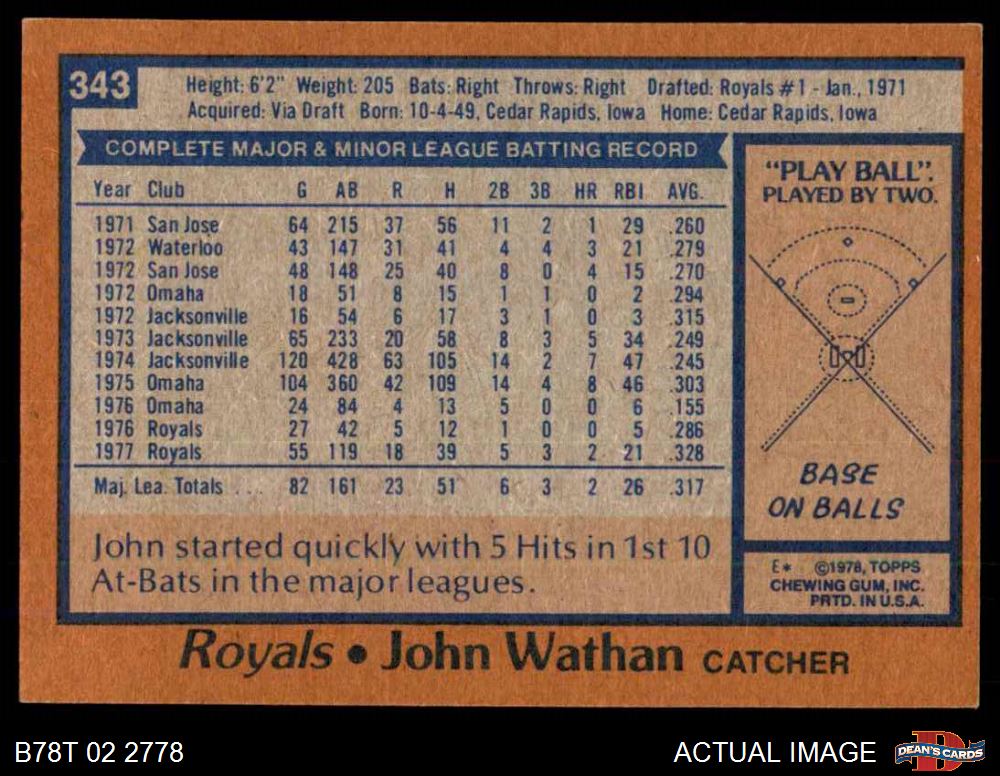 343
Height: 6'2" Weight: 205 Bats: Right Throws: Right Drafted: Royals #1 - Jan., 1971
Acquired: Via Draft Born: 10-4-49, Cedar Rapids, Iowa Home: Cedar Rapids, Iowa
COMPLETE MAJOR & MINOR LEAGUE BATTING RECORD
Year Club G AB R H 2B 3B HR RBI AVG.
1971 San Jose 64 215 37 56 11 2 1 29 .260
1972 Waterloo 43 147 31 41 4 4 3 21 .279
1972 San Jose 48 148 25 40 8 0 4 15 .270
1972 Omaha 18 51 8 15 1 1 0 2 .294
1972 Jacksonville 16 54 6 17 3 1 0 3 .315
1973 Jacksonville 65 233 20 58 8 3 5 34 .249
1974 Jacksonville 120 428 63 105 14 2 7 47 .245
1975 Omaha 104 360 42 109 14 4 8 46 .303
1976 Omaha 24 84 4 13 5 0 0 6 .155
1976 Royals 27 42 5 12 1 0 0 5 .286
1977 Royals 55 119 18 39 5 3 2 21 .328
Maj. Lea. Totals . . . 82 161 23 51 6 3 2 26 .317
John started quickly with 5 Hits in 1st 10
At-Bats in the major leagues.
"PLAY BALL".
PLAYED BY TWO.
BASE
ON BALLS
E* ©1978, TOPPS
CHEWING GUM, INC.
PRTD. IN U.S.A.
Royals • John Wathan CATCHER
B78T 02 2778
ACTUAL IMAGE
DEAN'S CARDS